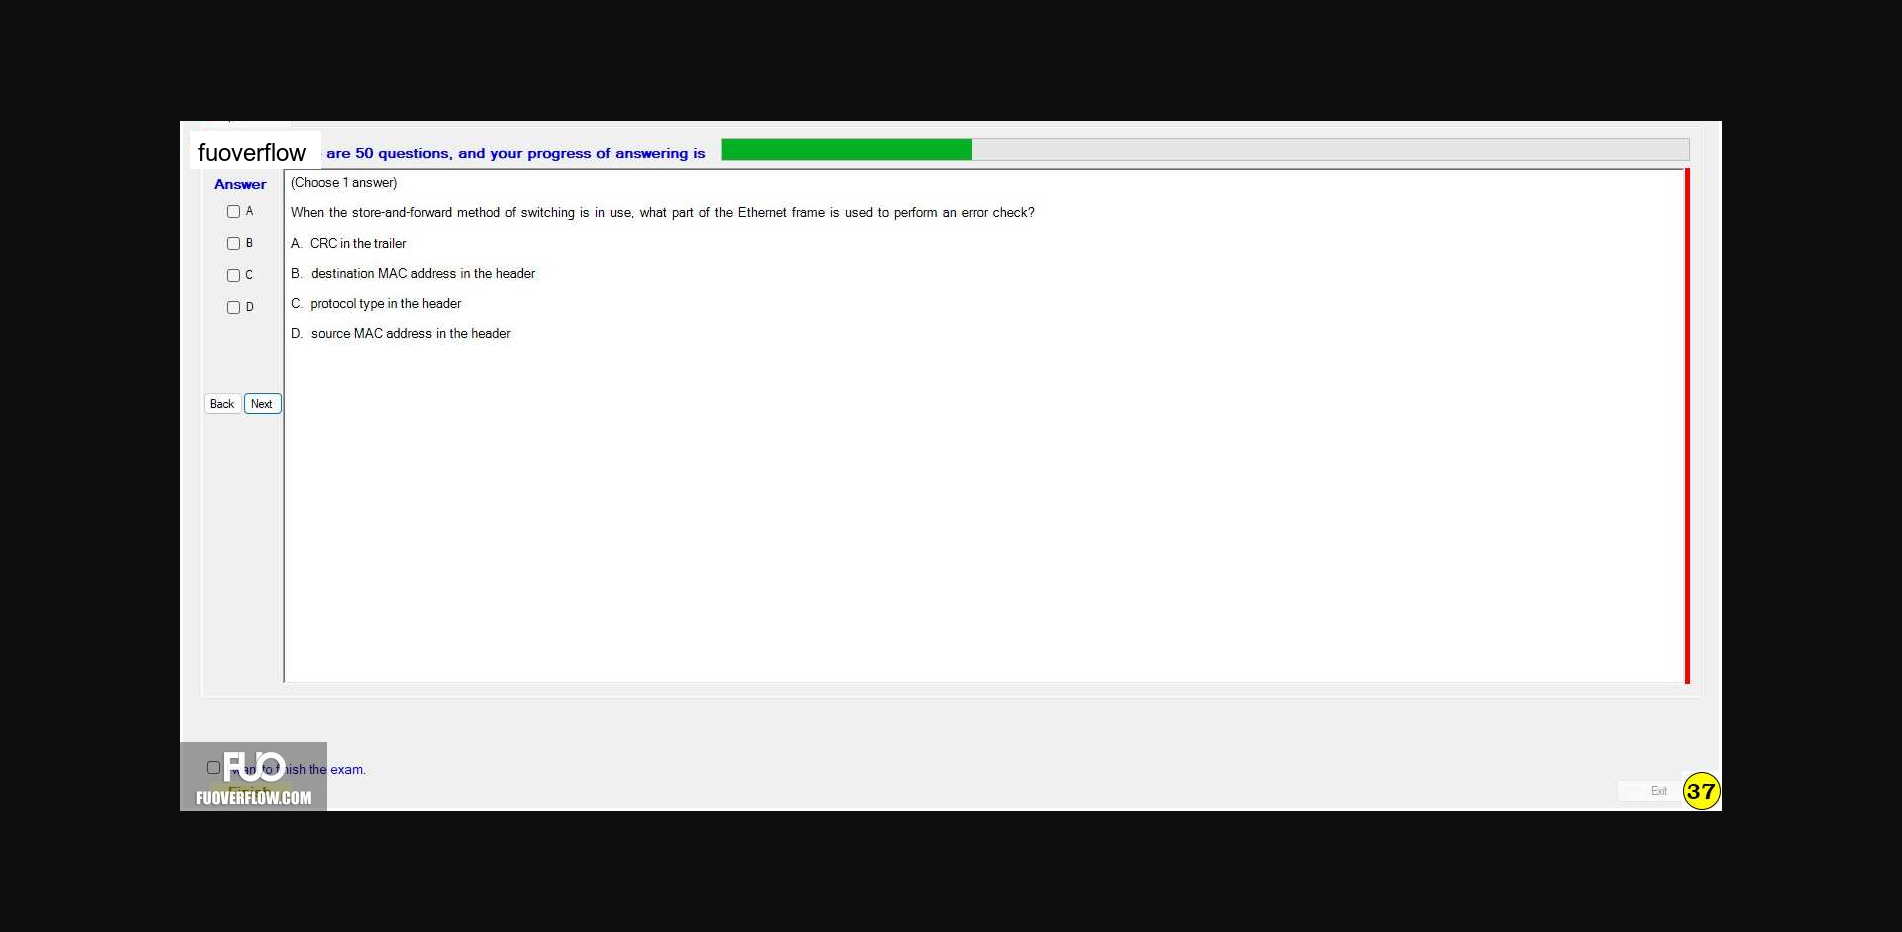 fuoverflow are 50 questions, and your progress of answering is
Answer
(Choose 1 answer)
A
When the store-and-forward method of switching is in use, what part of the Ethernet frame is used to perform an error check?
B
A. CRC in the trailer
C
B. destination MAC address in the header
D
C. protocol type in the header
D. source MAC address in the header
Back Next
FUO
want to finish the exam.
Finish
FUOVERFLOW.COM
Exit
37